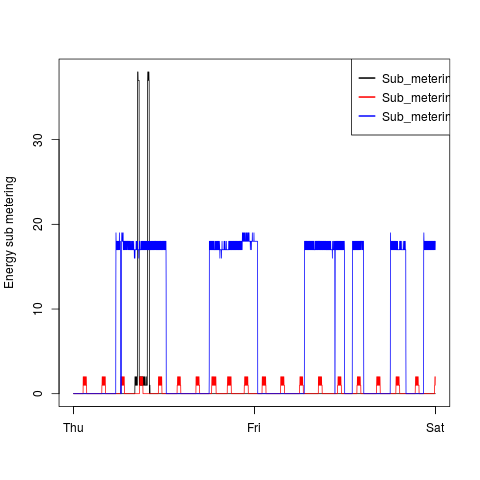 Sub_meterin
Sub_meterin
Sub_meterin
Energy sub metering
30
20
10
0
Thu Fri Sat